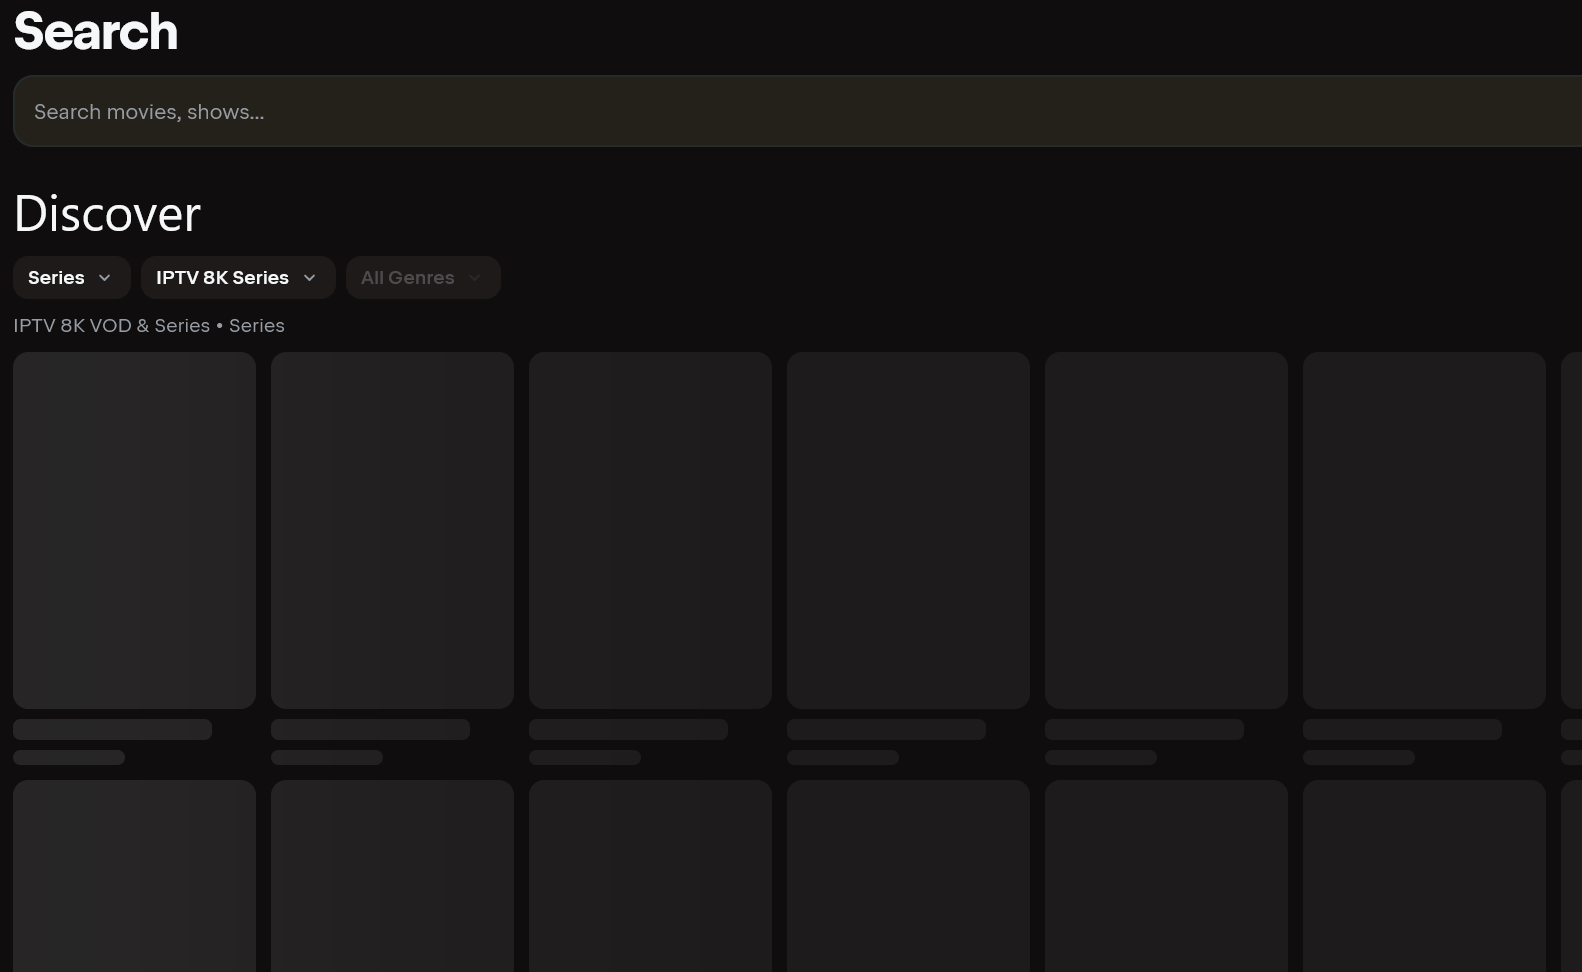 Search
Search movies, shows...
Discover
Series
IPTV 8K Series
All Genres
IPTV 8K VOD & Series • Series